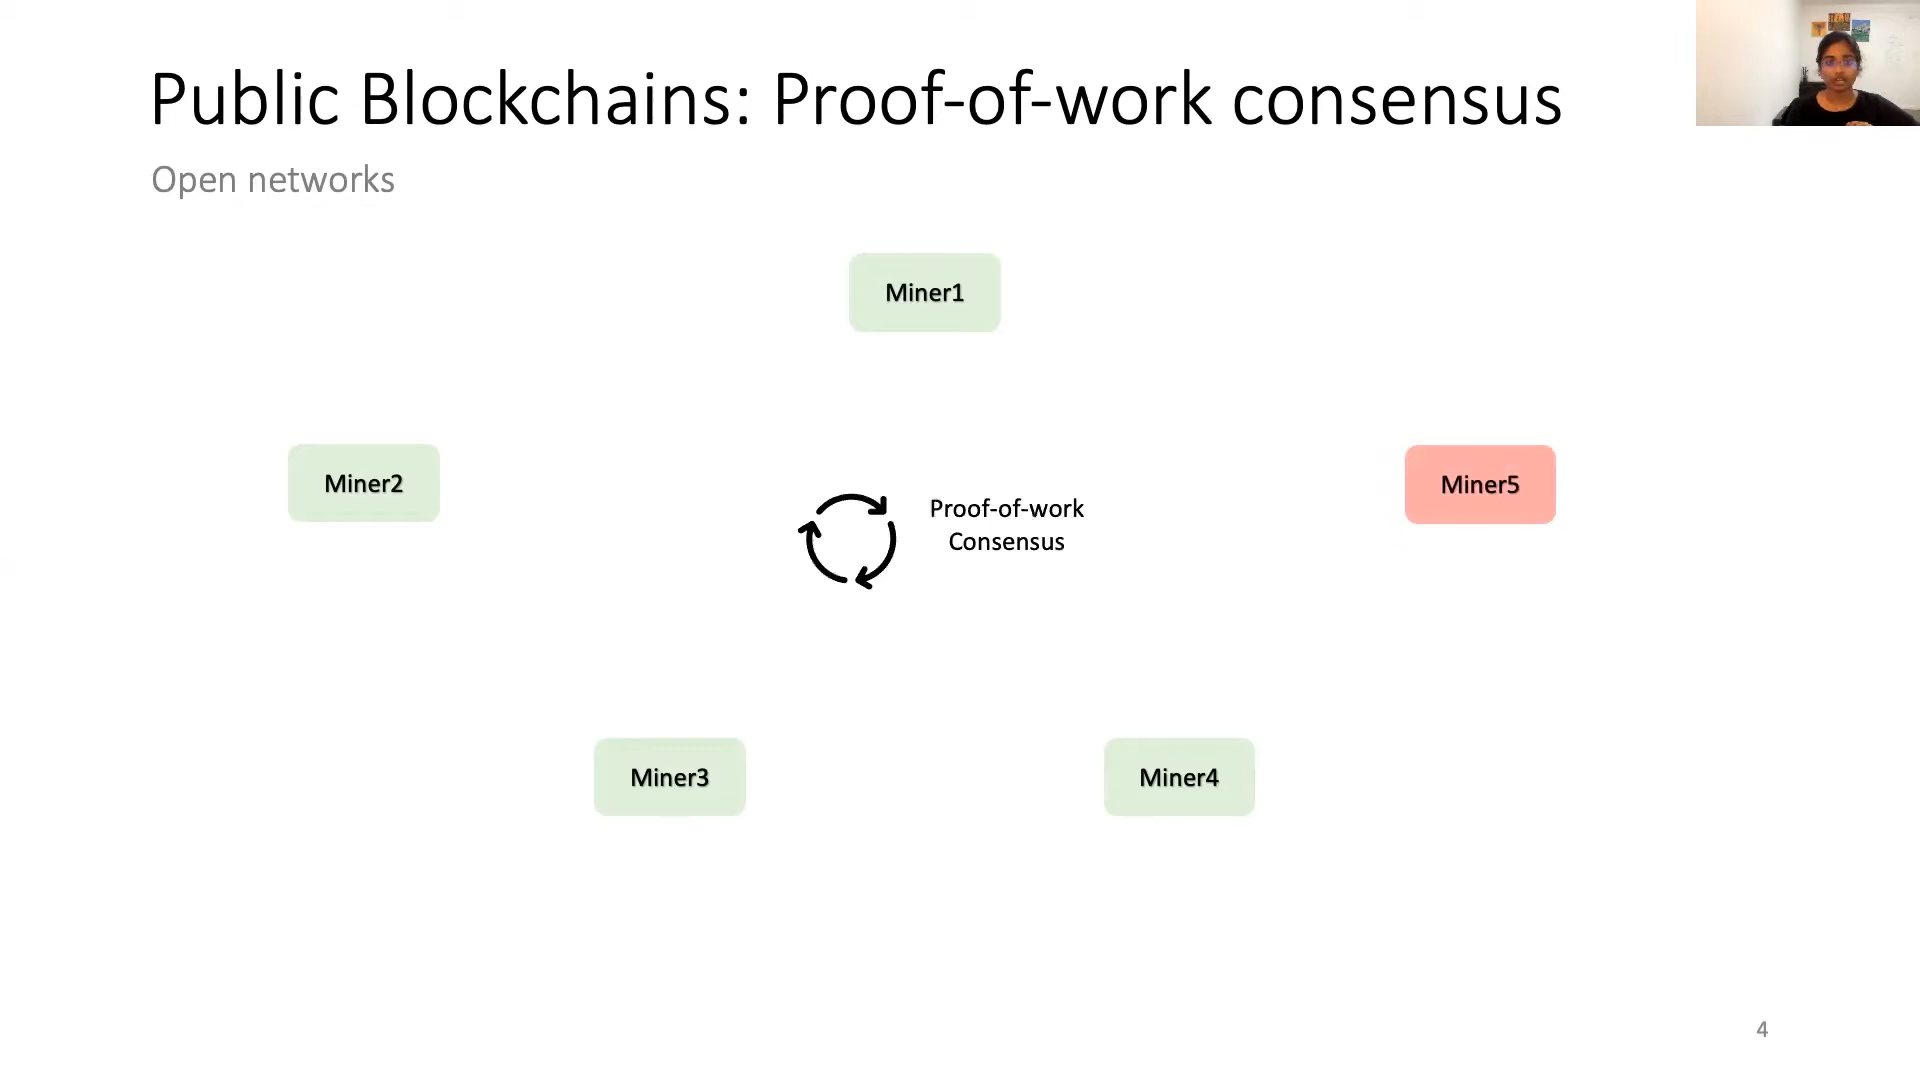 Public Blockchains: Proof-of-work consensus
Open networks
Miner1
Miner2
Miner5
Proof-of-work
Consensus
Miner3
Miner4
4